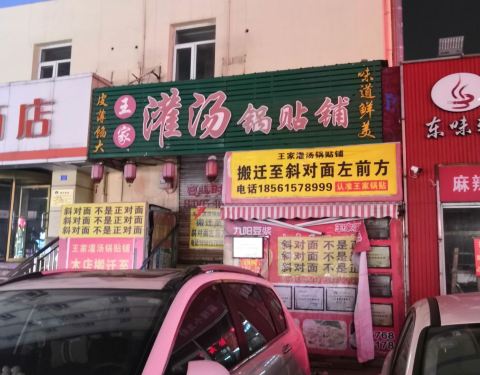 店
皮薄馅大
王家
灌汤锅贴铺
味道鲜美
王家灌汤锅贴铺
搬迁至斜对面左前方
电话18561578999
认准王家锅贴
九阳豆浆
斜对面 不是正对面
斜对面 不是正对面
斜对面 不是正对面
王家灌汤锅贴铺
本店搬迁至
斜对面 不是
斜对面 不是正对面
斜对面 不是正对面
东味
麻辣